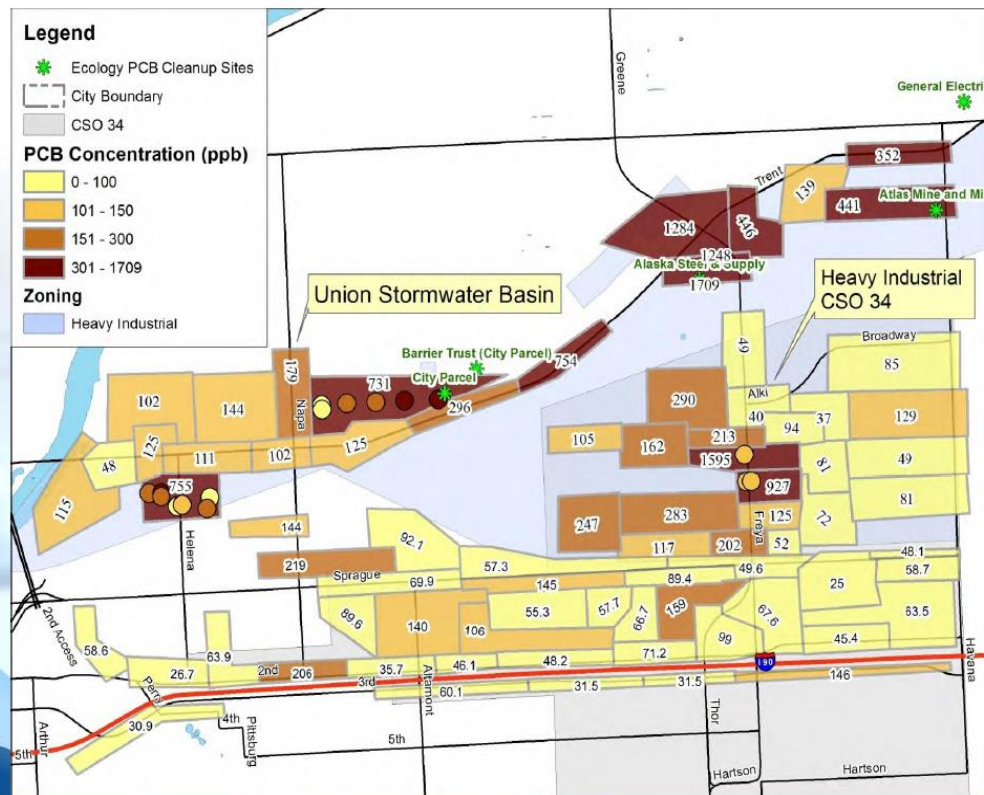 Legend
Ecology PCB Cleanup Sites
City Boundary
CSO 34
PCB Concentration (ppb)
0 - 100
101 - 150
151 - 300
301 - 1709
Zoning
Heavy Industrial
Greene
General Electri
352
Trent
139
441
Atlas Mine and Mi
1284
446
1248
Alaska Steel & Supply
1709
Union Stormwater Basin
Heavy Industrial
CSO 34
Barrier Trust (City Parcel)
City Parcel
754
179
731
296
Napa
102
144
125
48
125
111
102
115
755
Helena
144
49
Broadway
85
Alki
290
40
37
94
129
105
162
213
1595
81
49
927
81
247
283
125
72
Freya
117
202
52
92.1
219
57.3
Sprague
69.9
145
89.4
49.6
48.1
58.7
25
89.6
140
106
55.3
57.7
66.7
159
67.6
63.5
99
45.4
2nd Access
58.6
63.9
26.7
2nd
206
35.7
46.1
48.2
71.2
190
3rd
146
60.1
31.5
31.5
Perry
Altamont
Havana
30.9
4th
Pittsburg
Arthur
5th
5th
Thor
Hartson
Hartson